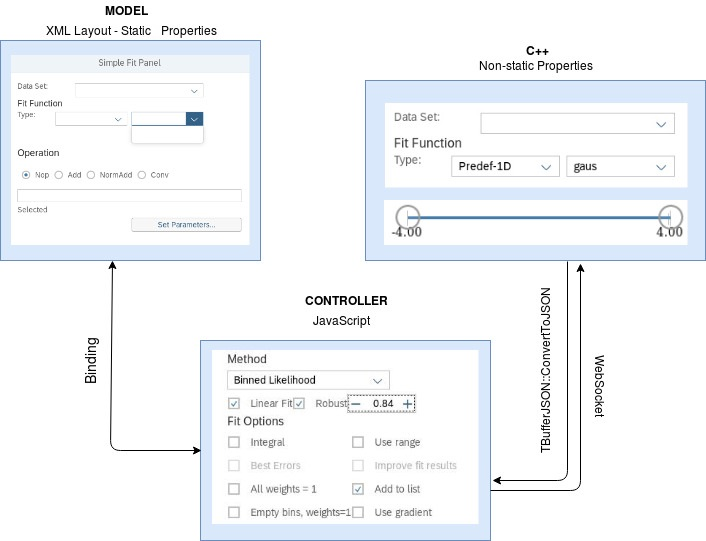 MODEL
XML Layout - Static Properties
Simple Fit Panel
Data Set:
Fit Function
Type:
Operation
Nop Add NormAdd Conv
Selected
Set Parameters...
C++
Non-static Properties
Data Set:
Fit Function
Type: Predef-1D gaus
-4.00 4.00
Binding
CONTROLLER
JavaScript
Method
Binned Likelihood
Linear Fit Robust 0.84
Fit Options
Integral Use range
Best Errors Improve fit results
All weights = 1 Add to list
Empty bins, weights=1 Use gradient
TBufferJSON::ConvertToJSON
WebSocket